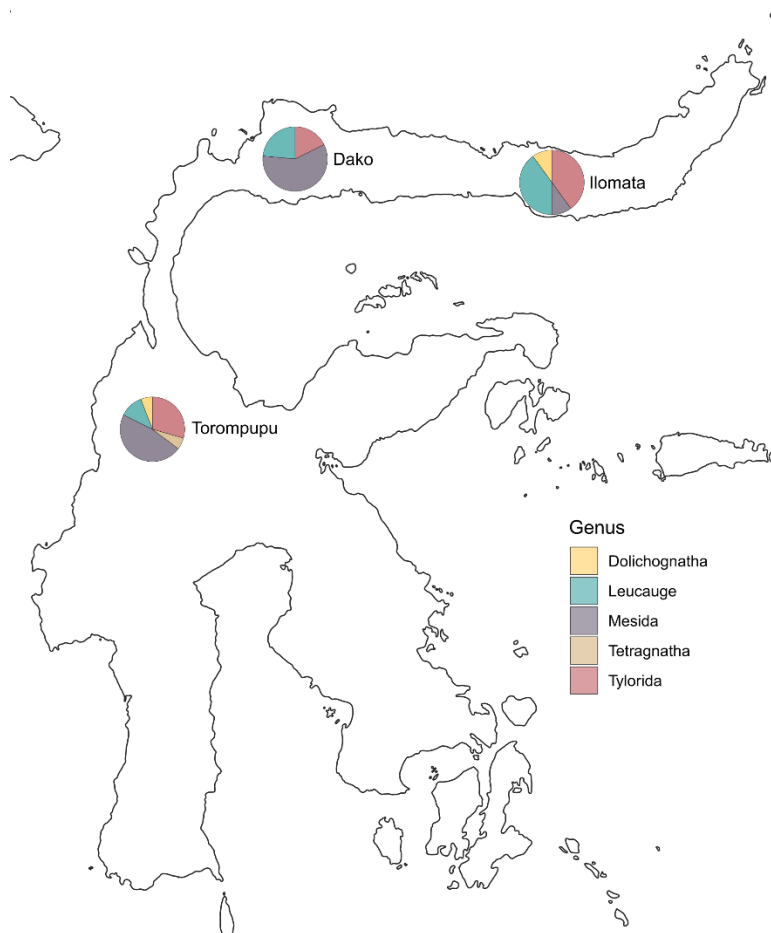 Dako
Ilomata
Torompupu
Genus
Dolichognatha
Leucauge
Mesida
Tetragnatha
Tylorida